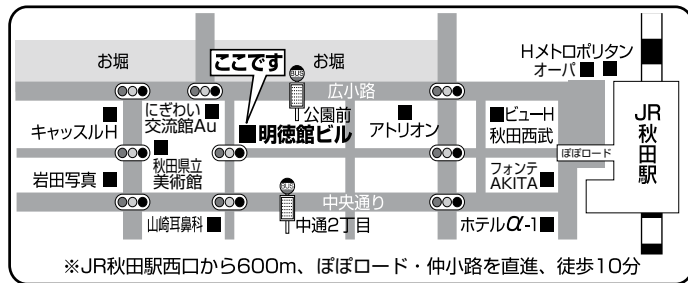 お堀
ここです
お堀
Hメトロポリタン
オーパ
BUS
広小路
公園前
にぎわい
交流館Au
キャッスルH
明徳館ビル
アトリオン
ビューH
秋田西武
JR秋田駅
ぽぽロード
岩田写真
秋田県立
美術館
フォンテ
AKITA
BUS
中央通り
山﨑耳鼻科
中通2丁目
ホテルα-1
※JR秋田駅西口から600m、ぽぽロード・仲小路を直進、徒歩10分